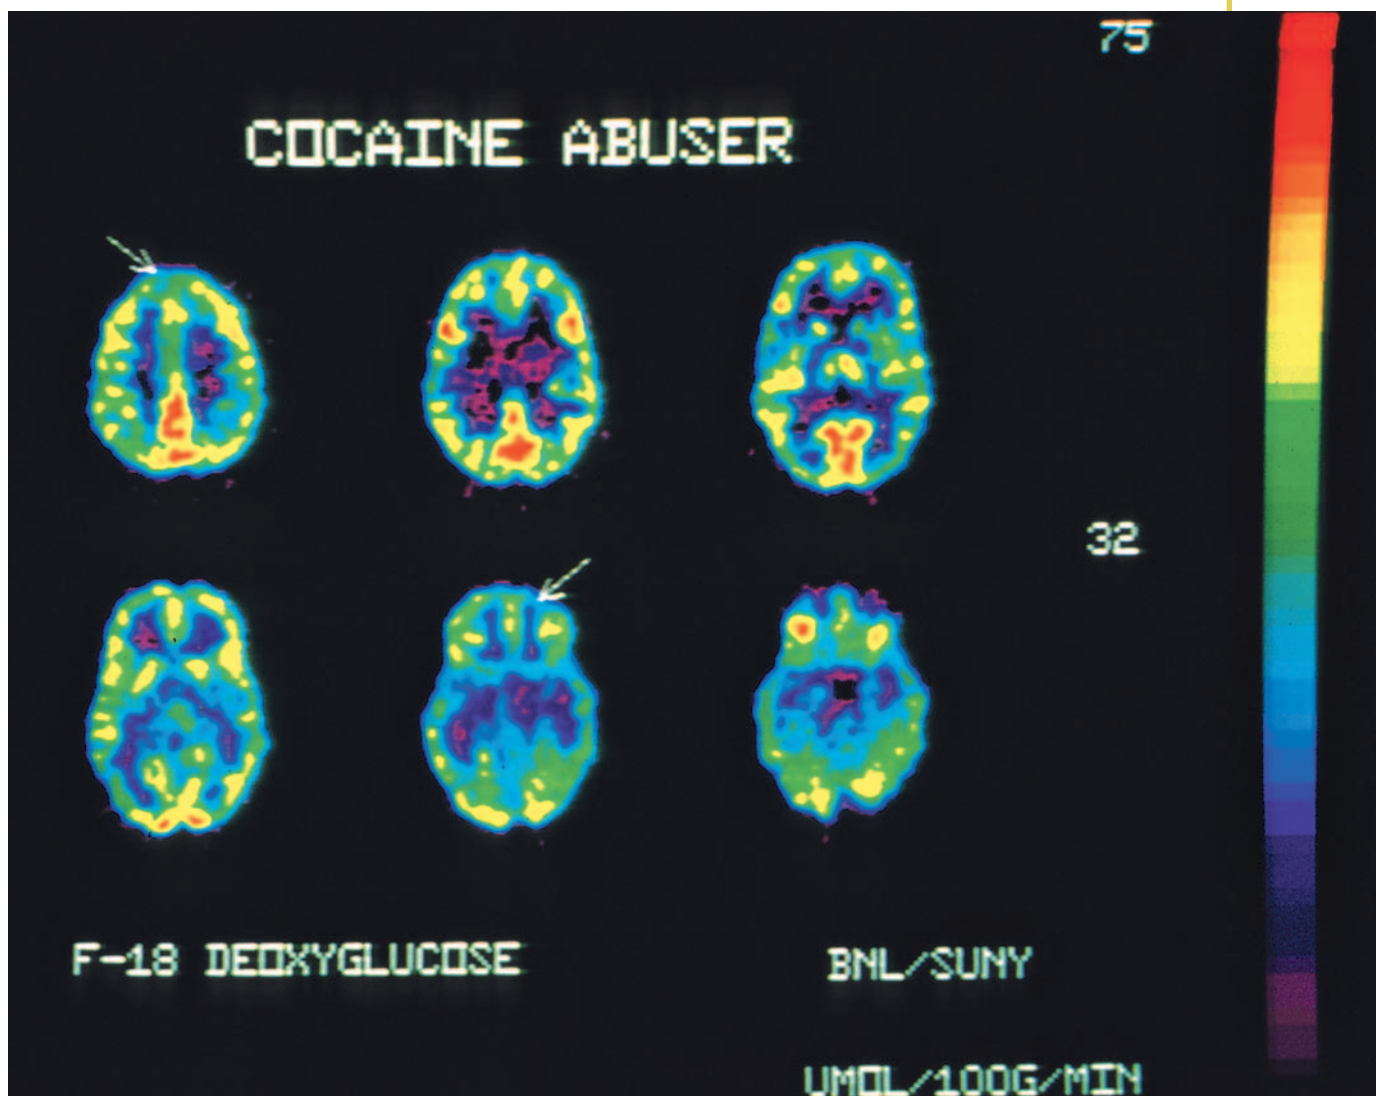 75
COCAINE ABUSER
32
F-18 DEOXYGLUCOSE
BNL/SUNY
UMOL/100G/MIN